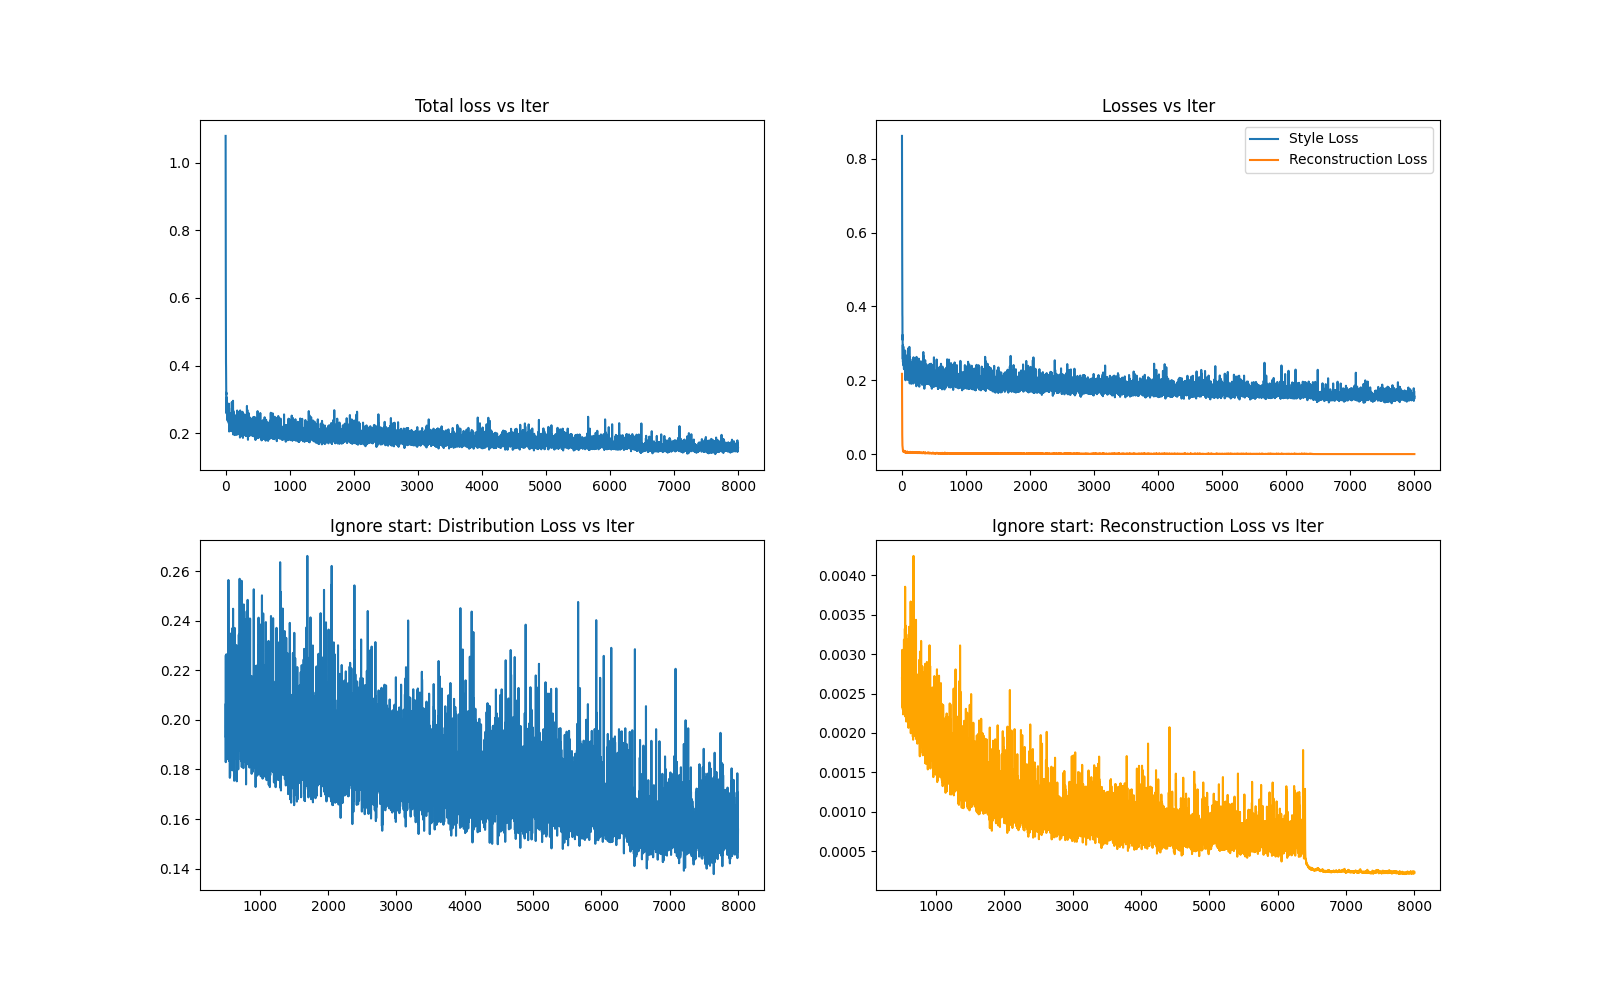 Total loss vs Iter
1.0
0.8
0.6
0.4
0.2
0 1000 2000 3000 4000 5000 6000 7000 8000
Losses vs Iter
Style Loss
Reconstruction Loss
0.8
0.6
0.4
0.2
0.0
0 1000 2000 3000 4000 5000 6000 7000 8000
Ignore start: Distribution Loss vs Iter
0.26
0.24
0.22
0.20
0.18
0.16
0.14
1000 2000 3000 4000 5000 6000 7000 8000
Ignore start: Reconstruction Loss vs Iter
0.0040
0.0035
0.0030
0.0025
0.0020
0.0015
0.0010
0.0005
1000 2000 3000 4000 5000 6000 7000 8000